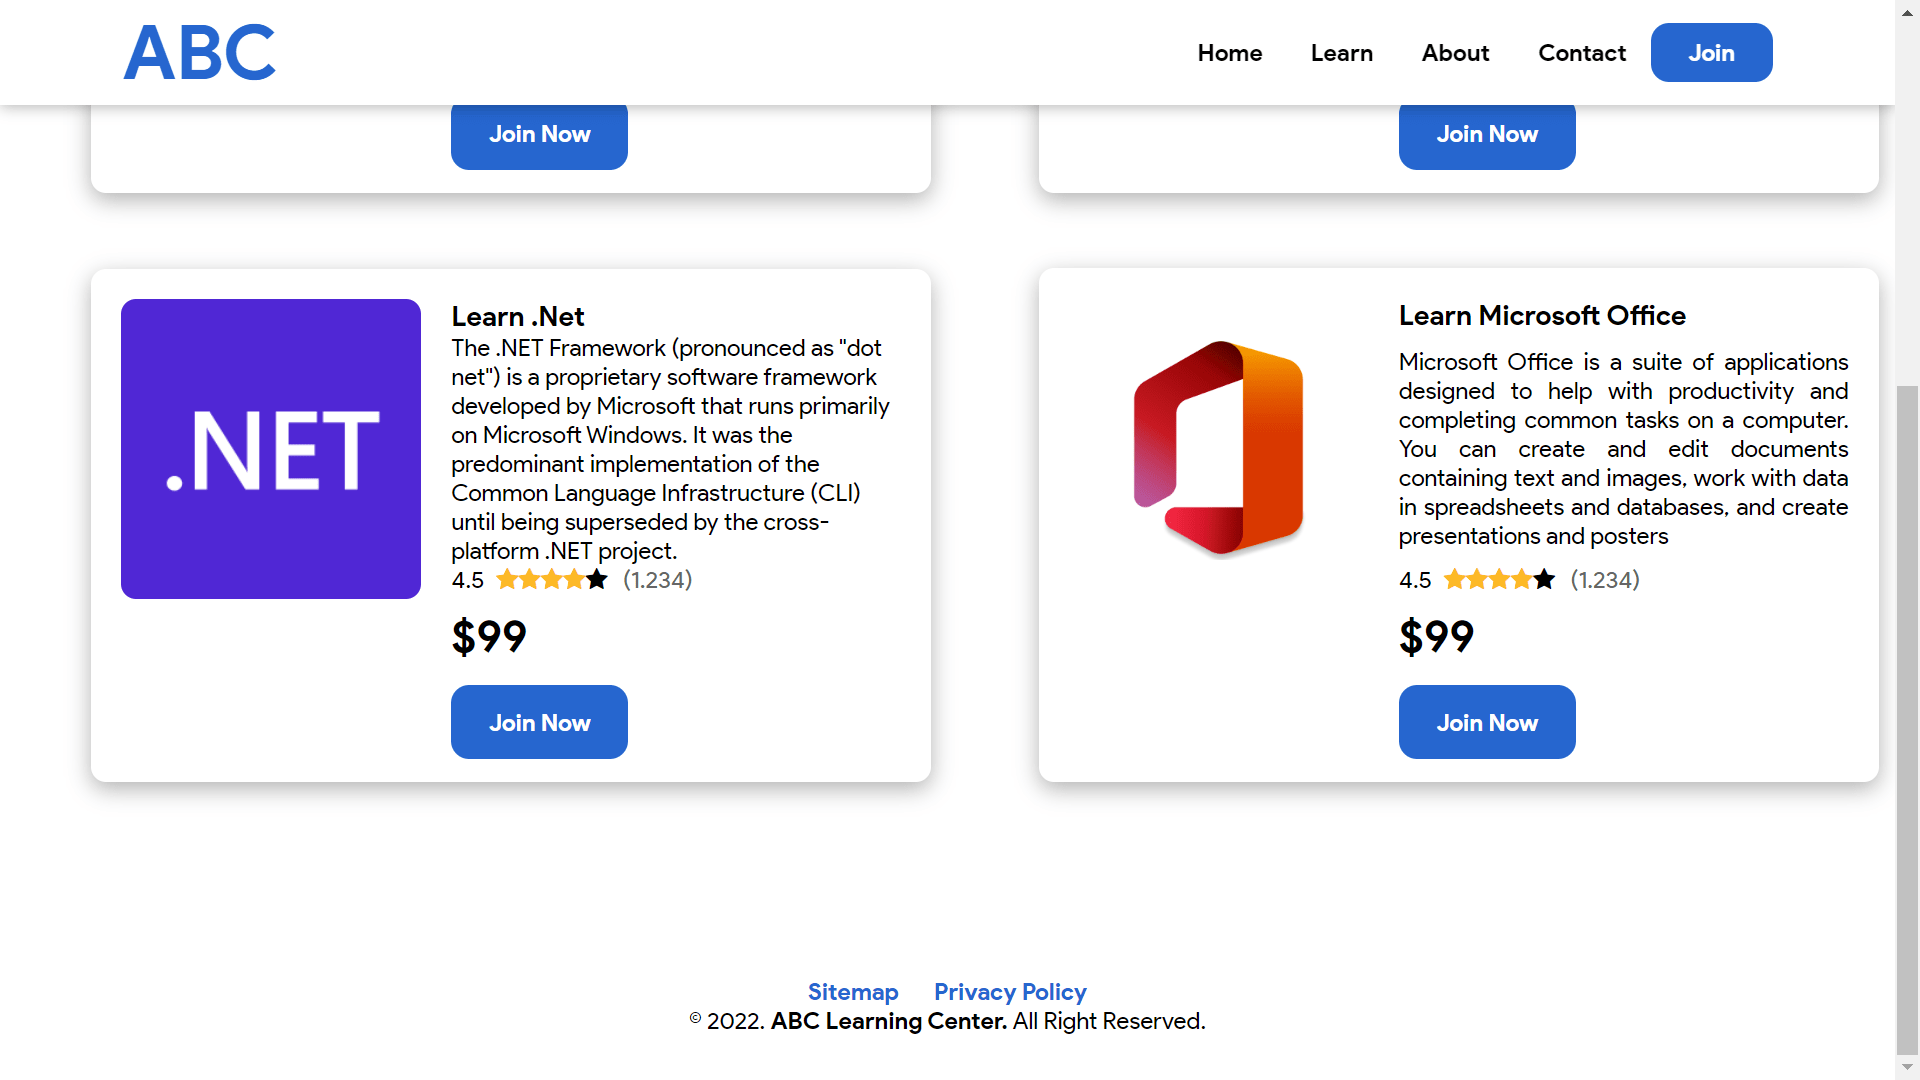 ABC
Home Learn About Contact Join
Join Now
Join Now
.NET
Learn .Net
The .NET Framework (pronounced as "dot
net") is a proprietary software framework
developed by Microsoft that runs primarily
on Microsoft Windows. It was the
predominant implementation of the
Common Language Infrastructure (CLI)
until being superseded by the cross-
platform .NET project.
4.5 (1.234)
$99
Join Now
Learn Microsoft Office
Microsoft Office is a suite of applications
designed to help with productivity and
completing common tasks on a computer.
You can create and edit documents
containing text and images, work with data
in spreadsheets and databases, and create
presentations and posters
4.5 (1.234)
$99
Join Now
Sitemap Privacy Policy
© 2022. ABC Learning Center. All Right Reserved.